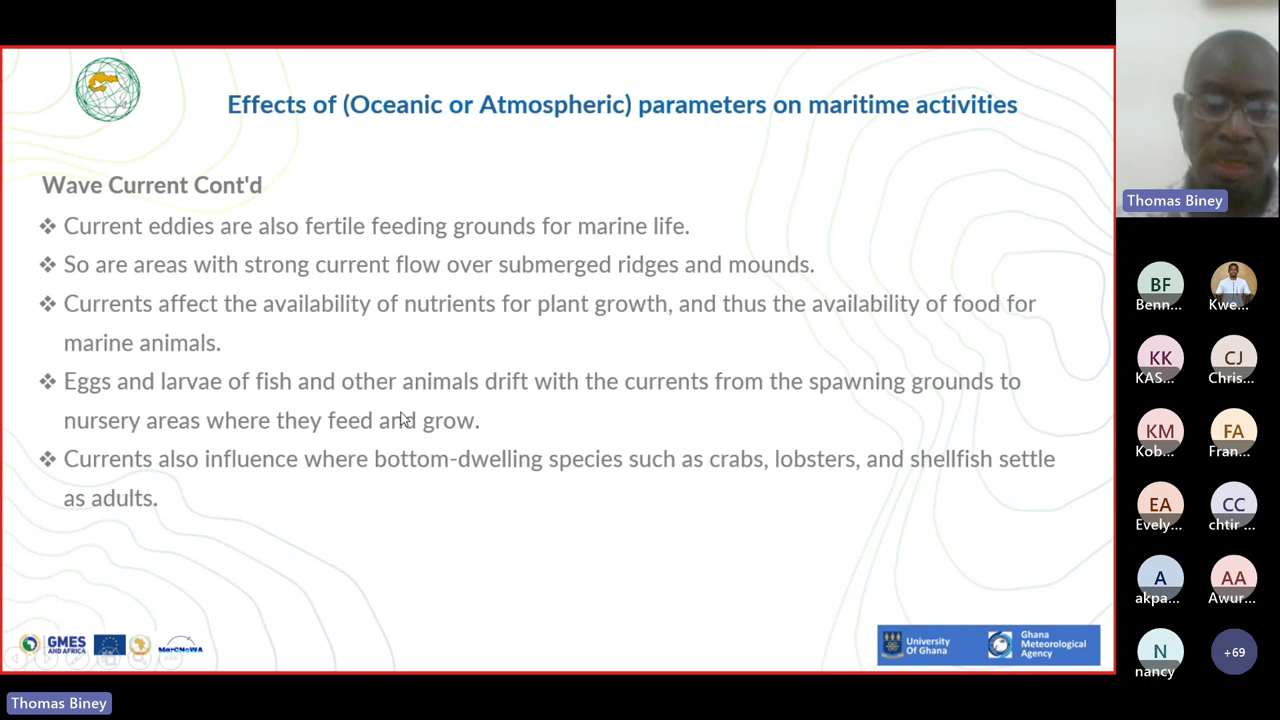 Effects of (Oceanic or Atmospheric) parameters on maritime activities
Wave Current Cont'd
❖ Current eddies are also fertile feeding grounds for marine life.
❖ So are areas with strong current flow over submerged ridges and mounds.
❖ Currents affect the availability of nutrients for plant growth, and thus the availability of food for
marine animals.
❖ Eggs and larvae of fish and other animals drift with the currents from the spawning grounds to
nursery areas where they feed and grow.
❖ Currents also influence where bottom-dwelling species such as crabs, lobsters, and shellfish settle
as adults.
GMES
AND AFRICA
MarCNoWA
University
Of Ghana
Ghana
Meteorological
Agency
Thomas Biney
Thomas Biney
BF
Benn...
Kwe...
KK
KAS...
CJ
Chris...
KM
Kob...
FA
Fran...
EA
Evely...
CC
chtir ...
A
akpa...
AA
Awur...
N
nancy
+69